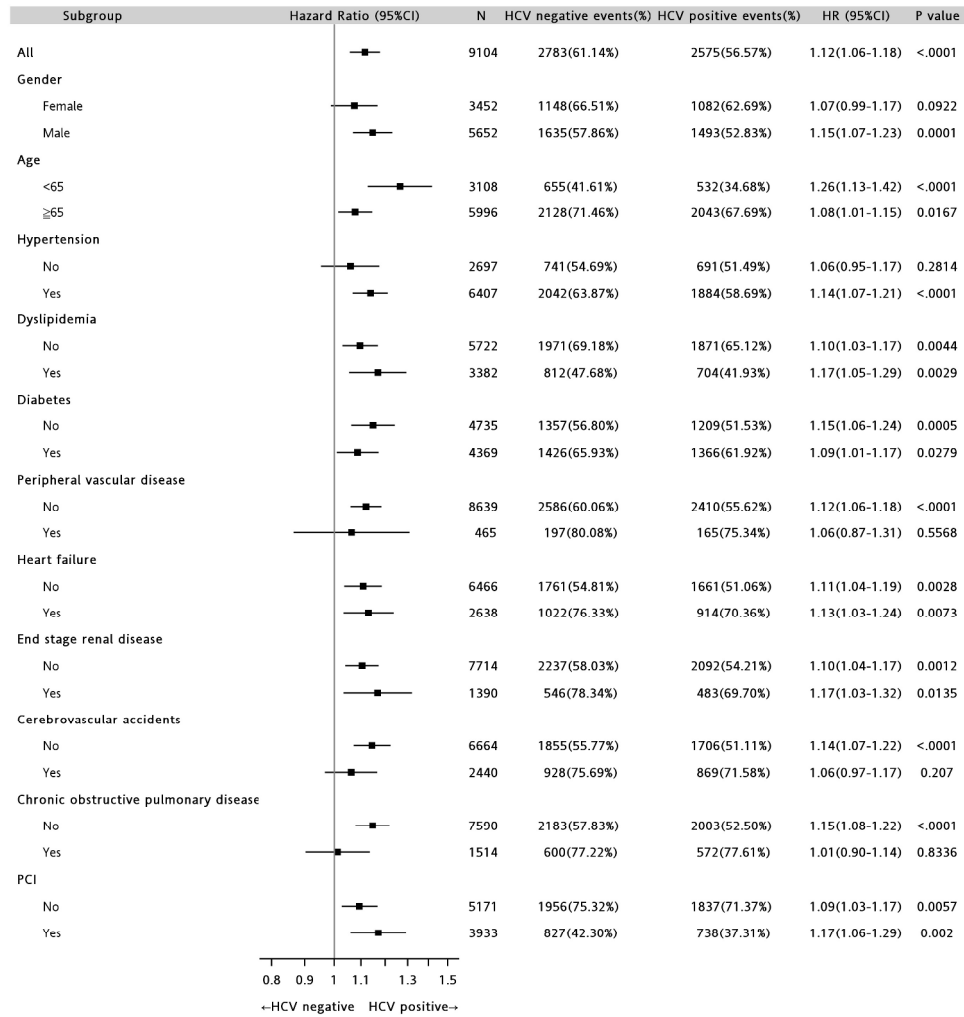 Subgroup Hazard Ratio (95%CI) N HCV negative events(%) HCV positive events(%) HR (95%CI) P value
All 9104 2783(61.14%) 2575(56.57%) 1.12(1.06-1.18) <.0001
Gender
Female 3452 1148(66.51%) 1082(62.69%) 1.07(0.99-1.17) 0.0922
Male 5652 1635(57.86%) 1493(52.83%) 1.15(1.07-1.23) 0.0001
Age
<65 3108 655(41.61%) 532(34.68%) 1.26(1.13-1.42) <.0001
≧65 5996 2128(71.46%) 2043(67.69%) 1.08(1.01-1.15) 0.0167
Hypertension
No 2697 741(54.69%) 691(51.49%) 1.06(0.95-1.17) 0.2814
Yes 6407 2042(63.87%) 1884(58.69%) 1.14(1.07-1.21) <.0001
Dyslipidemia
No 5722 1971(69.18%) 1871(65.12%) 1.10(1.03-1.17) 0.0044
Yes 3382 812(47.68%) 704(41.93%) 1.17(1.05-1.29) 0.0029
Diabetes
No 4735 1357(56.80%) 1209(51.53%) 1.15(1.06-1.24) 0.0005
Yes 4369 1426(65.93%) 1366(61.92%) 1.09(1.01-1.17) 0.0279
Peripheral vascular disease
No 8639 2586(60.06%) 2410(55.62%) 1.12(1.06-1.18) <.0001
Yes 465 197(80.08%) 165(75.34%) 1.06(0.87-1.31) 0.5568
Heart failure
No 6466 1761(54.81%) 1661(51.06%) 1.11(1.04-1.19) 0.0028
Yes 2638 1022(76.33%) 914(70.36%) 1.13(1.03-1.24) 0.0073
End stage renal disease
No 7714 2237(58.03%) 2092(54.21%) 1.10(1.04-1.17) 0.0012
Yes 1390 546(78.34%) 483(69.70%) 1.17(1.03-1.32) 0.0135
Cerebrovascular accidents
No 6664 1855(55.77%) 1706(51.11%) 1.14(1.07-1.22) <.0001
Yes 2440 928(75.69%) 869(71.58%) 1.06(0.97-1.17) 0.207
Chronic obstructive pulmonary disease
No 7590 2183(57.83%) 2003(52.50%) 1.15(1.08-1.22) <.0001
Yes 1514 600(77.22%) 572(77.61%) 1.01(0.90-1.14) 0.8336
PCI
No 5171 1956(75.32%) 1837(71.37%) 1.09(1.03-1.17) 0.0057
Yes 3933 827(42.30%) 738(37.31%) 1.17(1.06-1.29) 0.002
0.8 0.9 1 1.1 1.3 1.5
←HCV negative HCV positive→